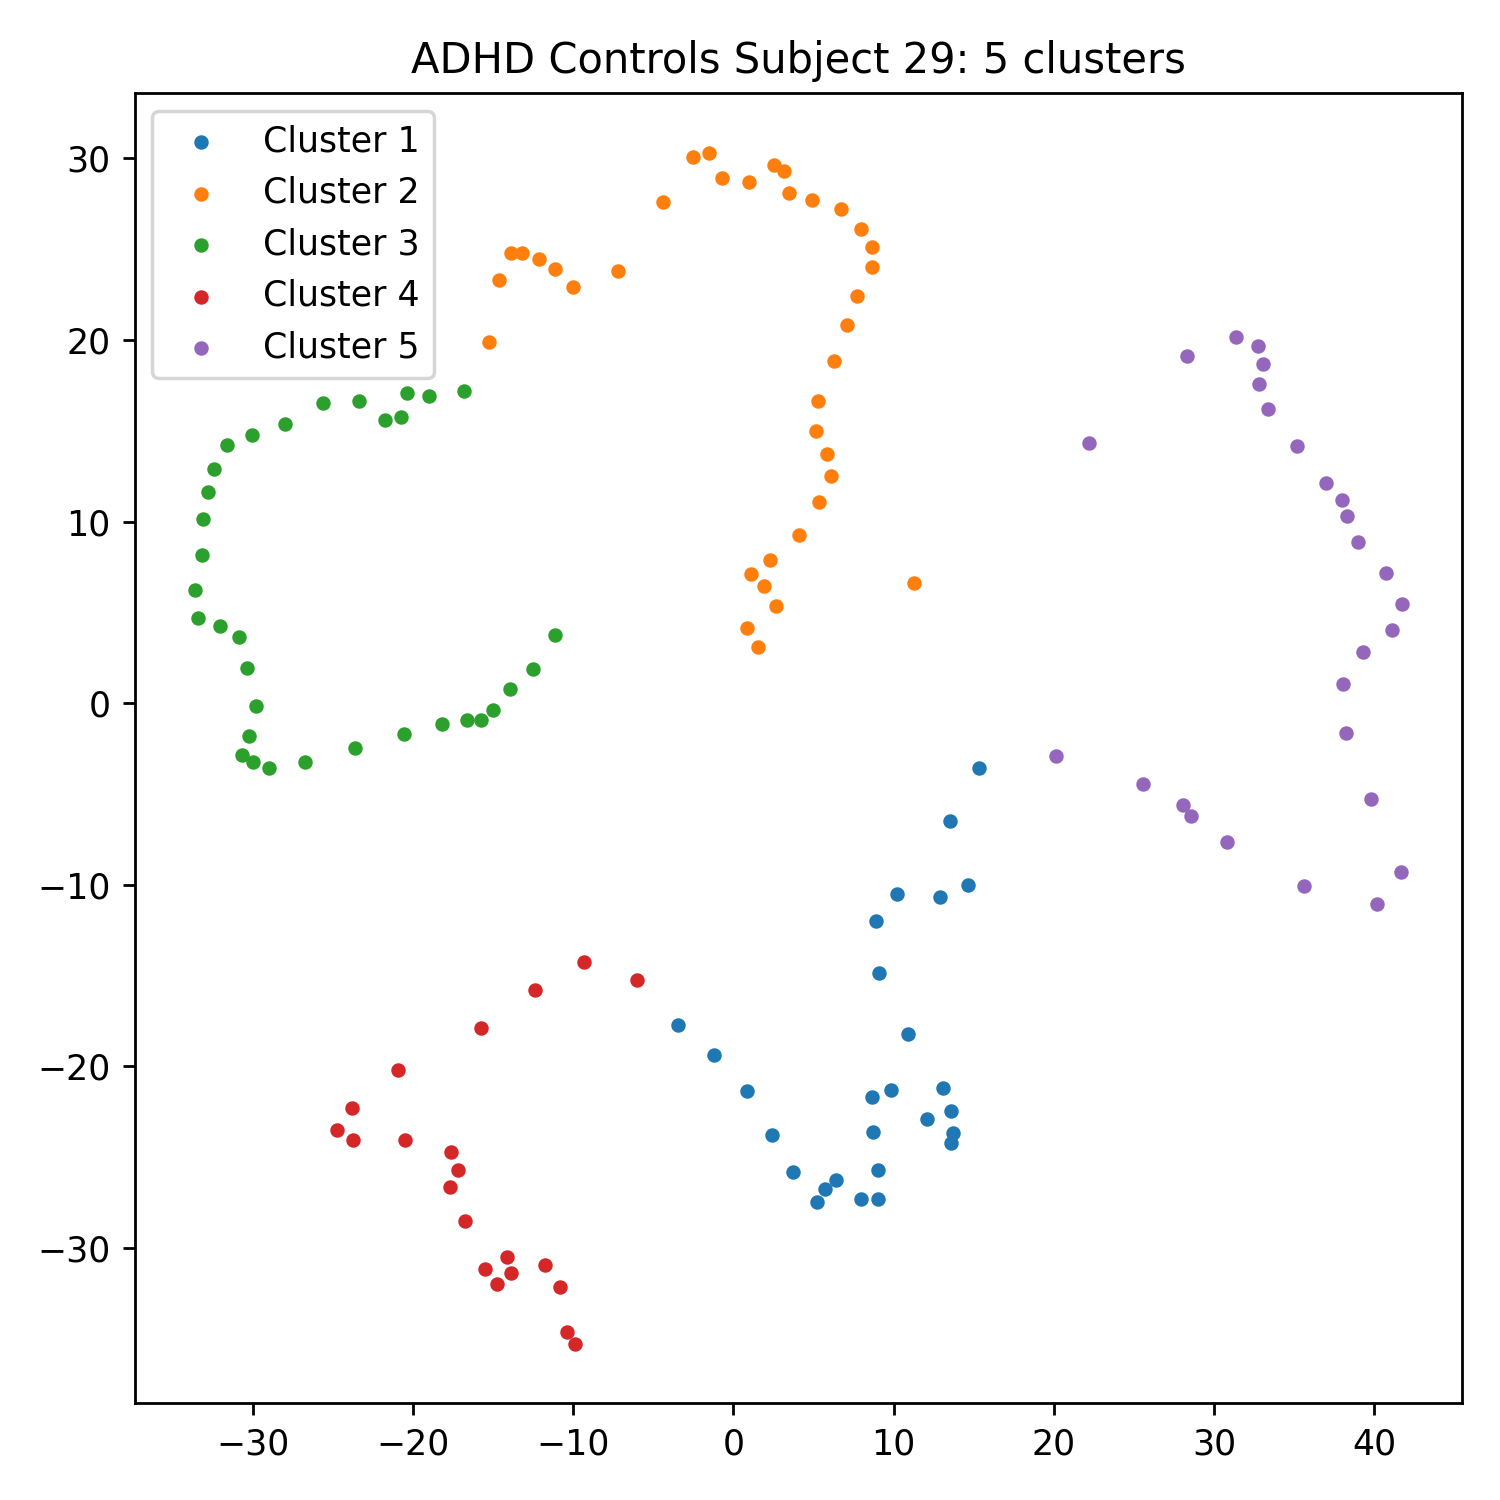 ADHD Controls Subject 29: 5 clusters
Cluster 1
Cluster 2
Cluster 3
Cluster 4
Cluster 5
30
20
10
0
−10
−20
−30
−30 −20 −10 0 10 20 30 40